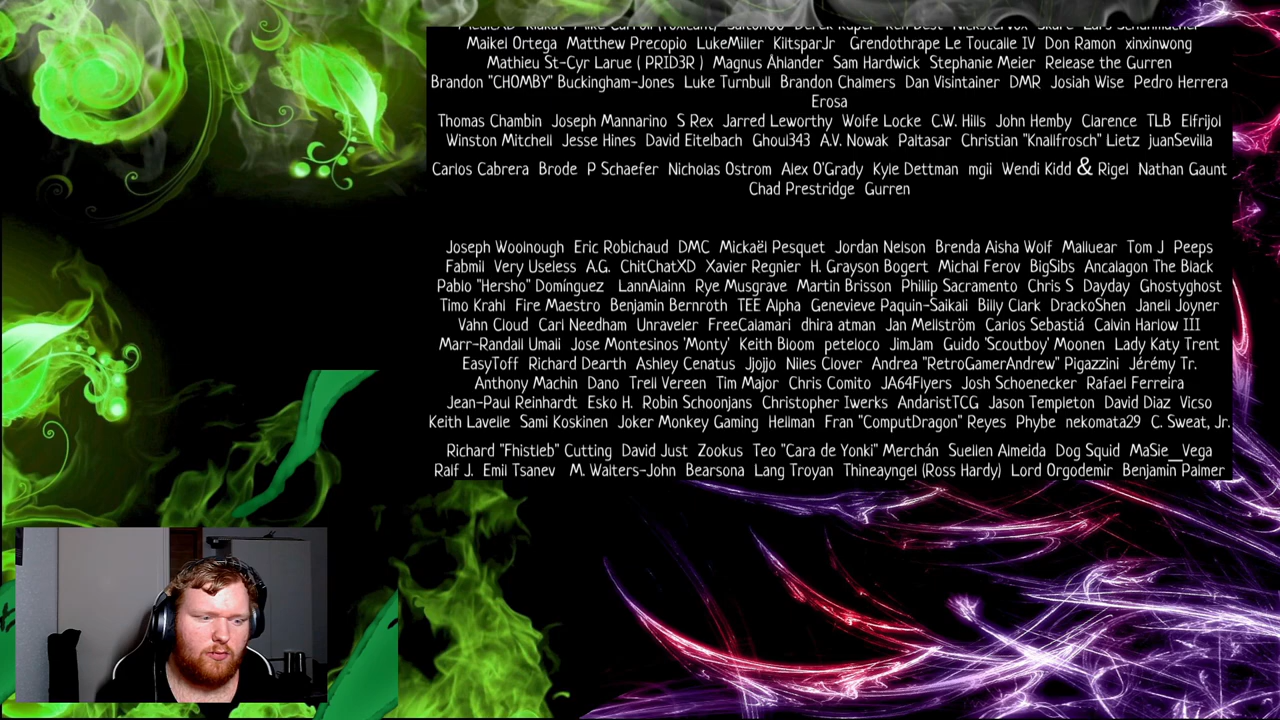 Maikel Ortega Matthew Precopio LukeMiller KiltsparJr Grendothrape Le Toucalle IV Don Ramon xinxinwong
Mathieu St-Cyr Larue ( PRID3R ) Magnus Ahlander Sam Hardwick Stephanie Meier Release the Gurren
Brandon "CHOMBY" Buckingham-Jones Luke Turnbull Brandon Chalmers Dan Visintainer DMR Josiah Wise Pedro Herrera
Erosa
Thomas Chambin Joseph Mannarino S Rex Jarred Leworthy Wolfe Locke C.W. Hills John Hemby Clarence TLB Elfrijol
Winston Mitchell Jesse Hines David Eitelbach Ghoul343 A.V. Nowak Paltasar Christian "Knallfrosch" Lietz juanSevilla
Carlos Cabrera Brode P Schaefer Nicholas Ostrom Alex O'Grady Kyle Dettman mgii Wendi Kidd & Rigel Nathan Gaunt
Chad Prestridge Gurren
Joseph Woolnough Eric Robichaud DMC Mickaël Pesquet Jordan Nelson Brenda Aisha Wolf Malluear Tom J Peeps
Fabmil Very Useless A.G. ChitChatXD Xavier Regnier H. Grayson Bogert Michal Ferov BigSibs Ancalagon The Black
Pablo "Hersho" Domínguez LannAlainn Rye Musgrave Martin Brisson Phillip Sacramento Chris S Dayday Ghostyghost
Timo Krahl Fire Maestro Benjamin Bernroth TEE Alpha Genevieve Paquin-Saikali Billy Clark DrackoShen Janell Joyner
Vahn Cloud Carl Needham Unraveler FreeCalamari dhira atman Jan Mellström Carlos Sebastiá Calvin Harlow III
Marr-Randall Umali Jose Montesinos 'Monty' Keith Bloom peteloco JimJam Guido 'Scoutboy' Moonen Lady Katy Trent
EasyToff Richard Dearth Ashley Cenatus Jjojjo Niles Clover Andrea "RetroGamerAndrew" Pigazzini Jérémy Tr.
Anthony Machin Dano Trell Vereen Tim Major Chris Comito JA64Flyers Josh Schoenecker Rafael Ferreira
Jean-Paul Reinhardt Esko H. Robin Schoonjans Christopher Iwerks AndaristTCG Jason Templeton David Diaz Vicso
Keith Lavelle Sami Koskinen Joker Monkey Gaming Hellman Fran "ComputDragon" Reyes Phybe nekomata29 C. Sweat, Jr.
Richard "Fhistleb" Cutting David Just Zookus Teo "Cara de Yonki" Merchán Suellen Almeida Dog Squid MaSie__Vega
Ralf J. Emil Tsanev M. Walters-John Bearsona Lang Troyan Thineayngel (Ross Hardy) Lord Orgodemir Benjamin Palmer